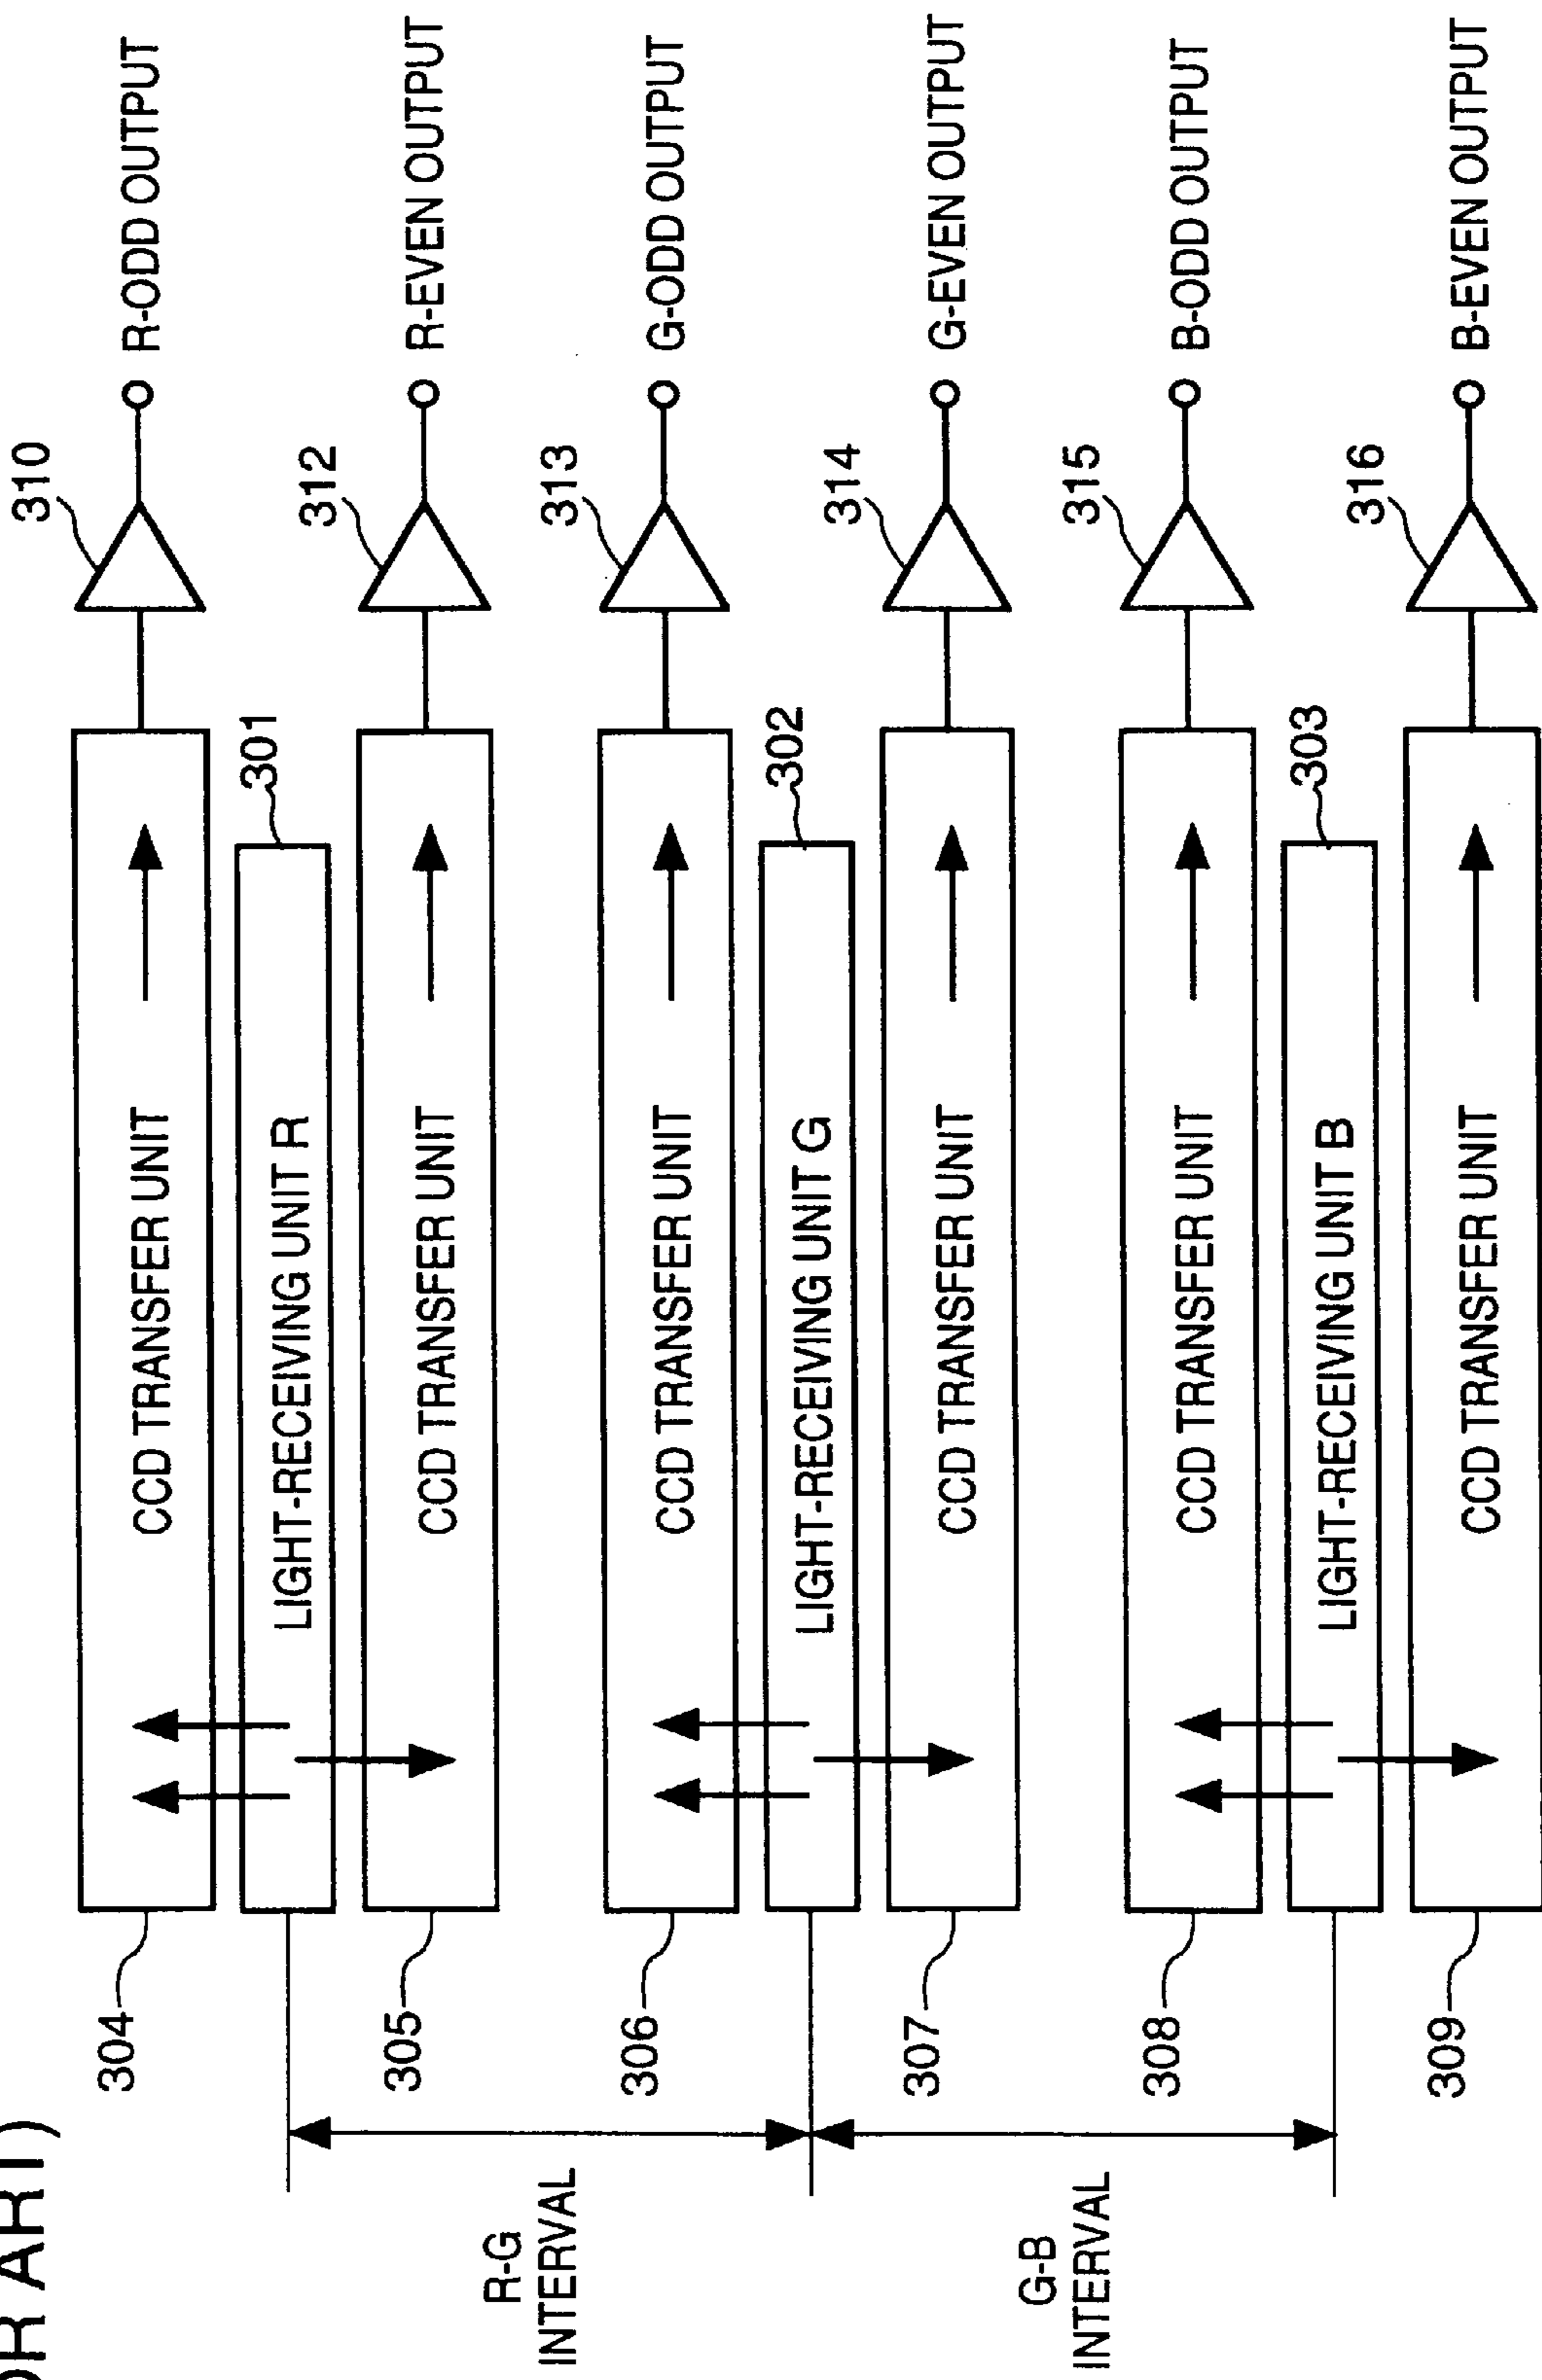 310
R-ODD OUTPUT
304
CCD TRANSFER UNIT
301
LIGHT-RECEIVING UNIT R
312
R-EVEN OUTPUT
305
CCD TRANSFER UNIT
R-G
INTERVAL
313
G-ODD OUTPUT
306
CCD TRANSFER UNIT
302
LIGHT-RECEIVING UNIT G
314
G-EVEN OUTPUT
307
CCD TRANSFER UNIT
G-B
INTERVAL
315
B-ODD OUTPUT
308
CCD TRANSFER UNIT
303
LIGHT-RECEIVING UNIT B
316
B-EVEN OUTPUT
309
CCD TRANSFER UNIT
ART)